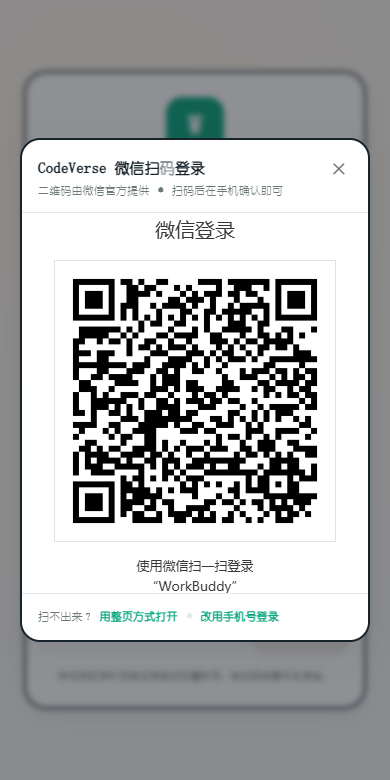 CodeVerse 微信扫码登录
二维码由微信官方提供 • 扫码后在手机确认即可
微信登录
使用微信扫一扫登录
“WorkBuddy”
扫不出来？ 用整页方式打开 • 改用手机号登录